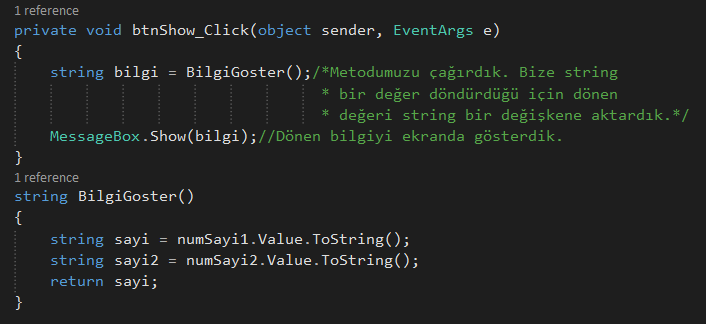 1 reference
private void btnShow_Click(object sender, EventArgs e)
{
string bilgi = BilgiGoster();/*Metodumuzu çağırdık. Bize string
* bir değer döndürdüğü için dönen
* değeri string bir değişkene aktardık.*/
MessageBox.Show(bilgi);//Dönen bilgiyi ekranda gösterdik.
}
1 reference
string BilgiGoster()
{
string sayi = numSayi1.Value.ToString();
string sayi2 = numSayi2.Value.ToString();
return sayi;
}